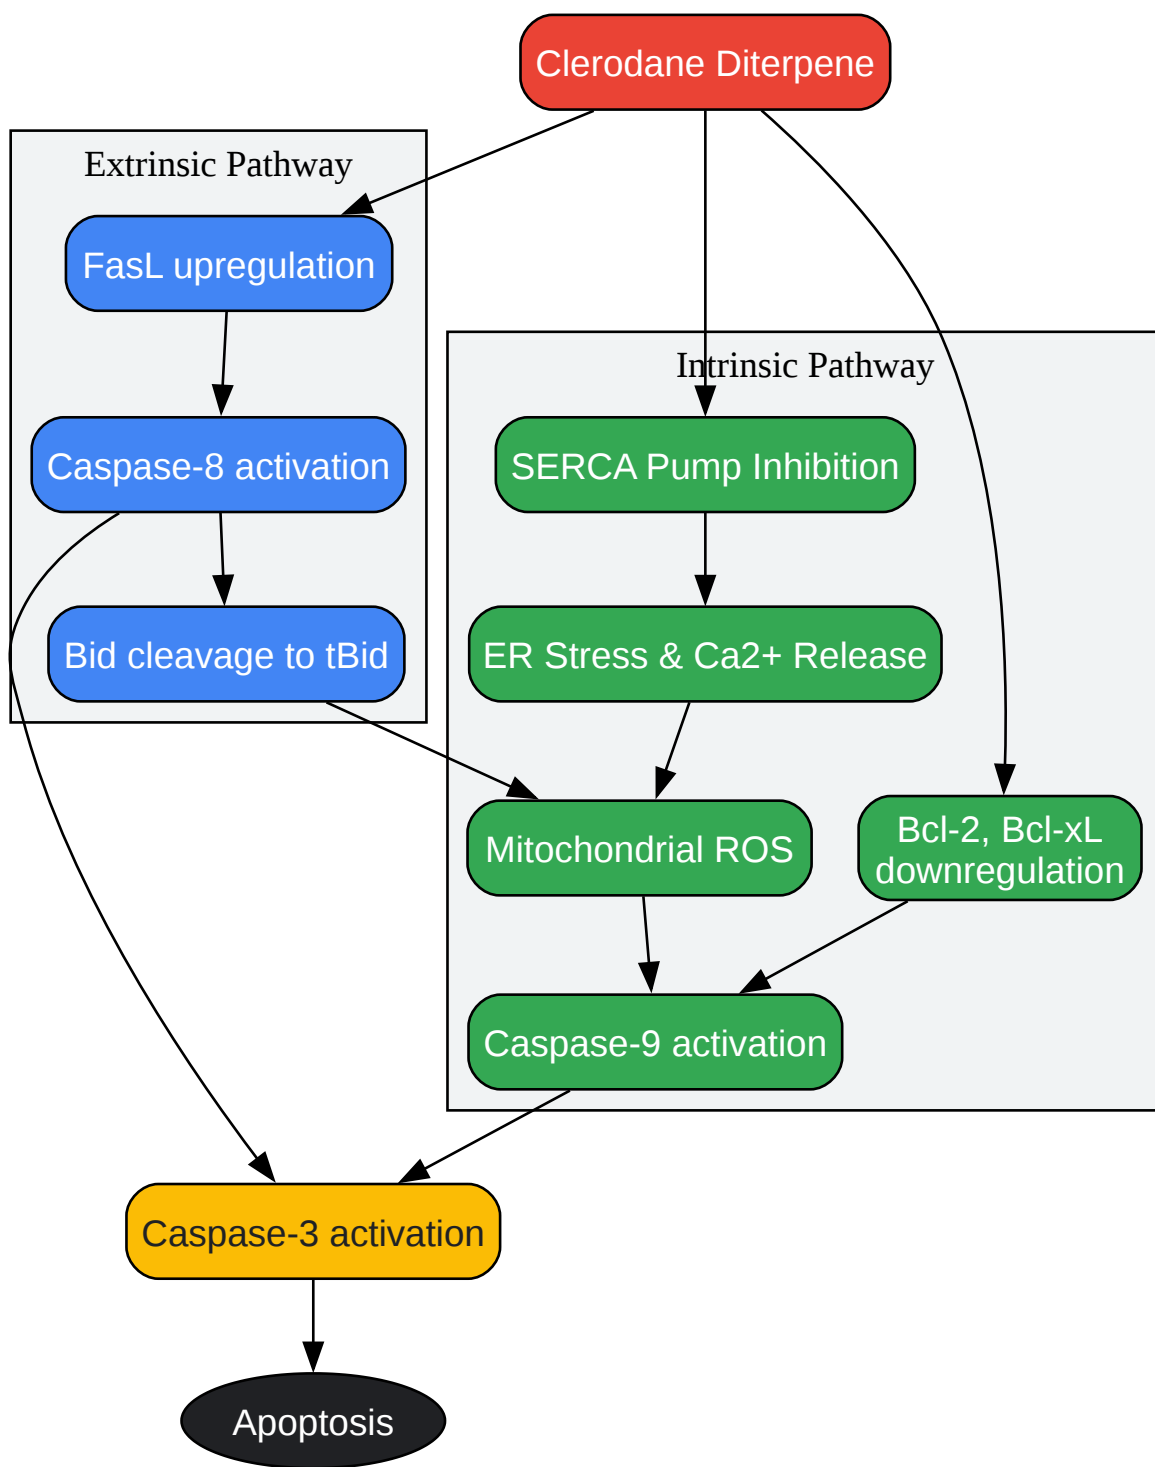 Clerodane Diterpene
Extrinsic Pathway
FasL upregulation
Intrinsic Pathway
Caspase-8 activation
SERCA Pump Inhibition
Bid cleavage to tBid
ER Stress & Ca2+ Release
Mitochondrial ROS
Bcl-2, Bcl-xL
downregulation
Caspase-9 activation
Caspase-3 activation
Apoptosis